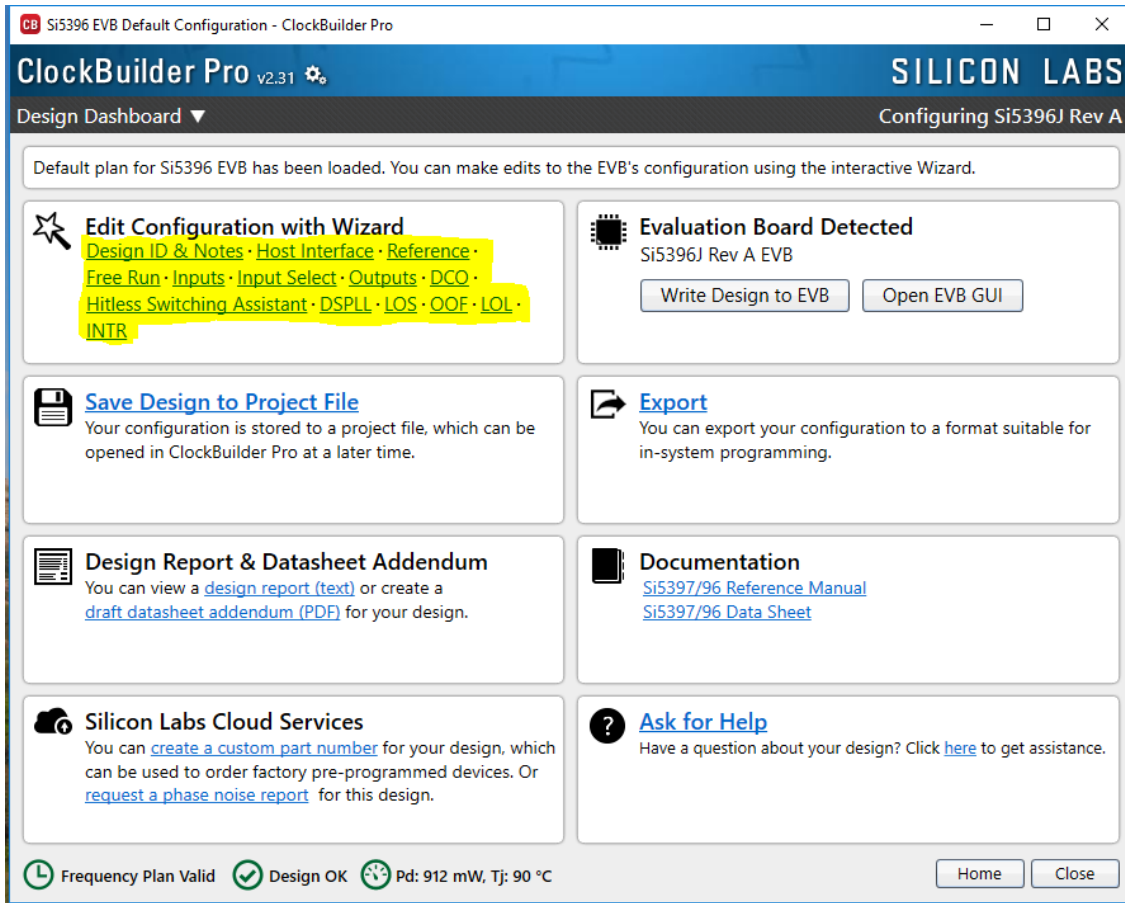 CB Si5396 EVB Default Configuration - ClockBuilder Pro
ClockBuilder Pro v2.31
SILICON LABS
Design Dashboard ▼
Configuring Si5396J Rev A
Default plan for Si5396 EVB has been loaded. You can make edits to the EVB's configuration using the interactive Wizard.
Edit Configuration with Wizard
Design ID & Notes · Host Interface · Reference ·
Free Run · Inputs · Input Select · Outputs · DCO ·
Hitless Switching Assistant · DSPLL · LOS · OOF · LOL ·
INTR
Evaluation Board Detected
Si5396J Rev A EVB
Write Design to EVB
Open EVB GUI
Save Design to Project File
Your configuration is stored to a project file, which can be
opened in ClockBuilder Pro at a later time.
Export
You can export your configuration to a format suitable for
in-system programming.
Design Report & Datasheet Addendum
You can view a design report (text) or create a
draft datasheet addendum (PDF) for your design.
Documentation
Si5397/96 Reference Manual
Si5397/96 Data Sheet
Silicon Labs Cloud Services
You can create a custom part number for your design, which
can be used to order factory pre-programmed devices. Or
request a phase noise report for this design.
? Ask for Help
Have a question about your design? Click here to get assistance.
Frequency Plan Valid
Design OK
Pd: 912 mW, Tj: 90 °C
Home
Close